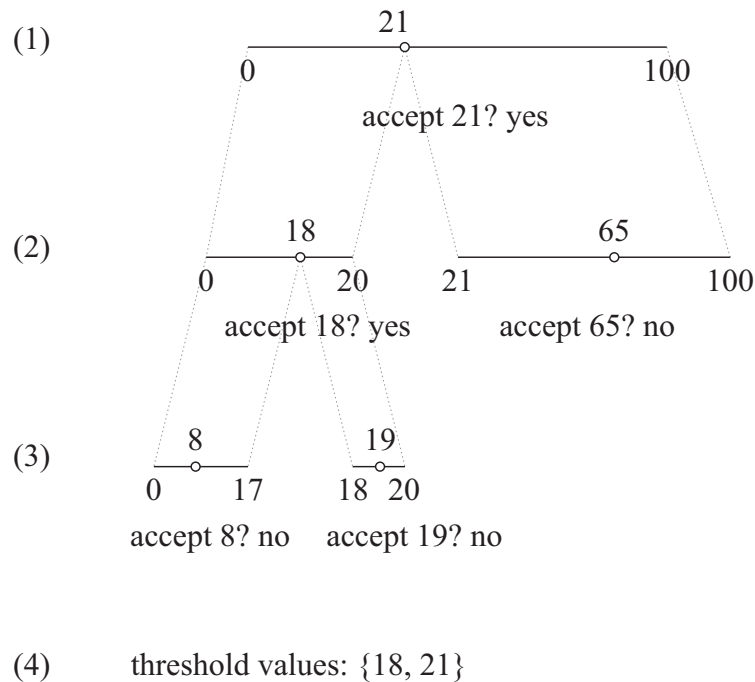 (1)
21
0 100
accept 21? yes
(2)
18 65
0 20 21 100
accept 18? yes accept 65? no
(3)
8 19
0 17 18 20
accept 8? no accept 19? no
(4) threshold values: {18, 21}